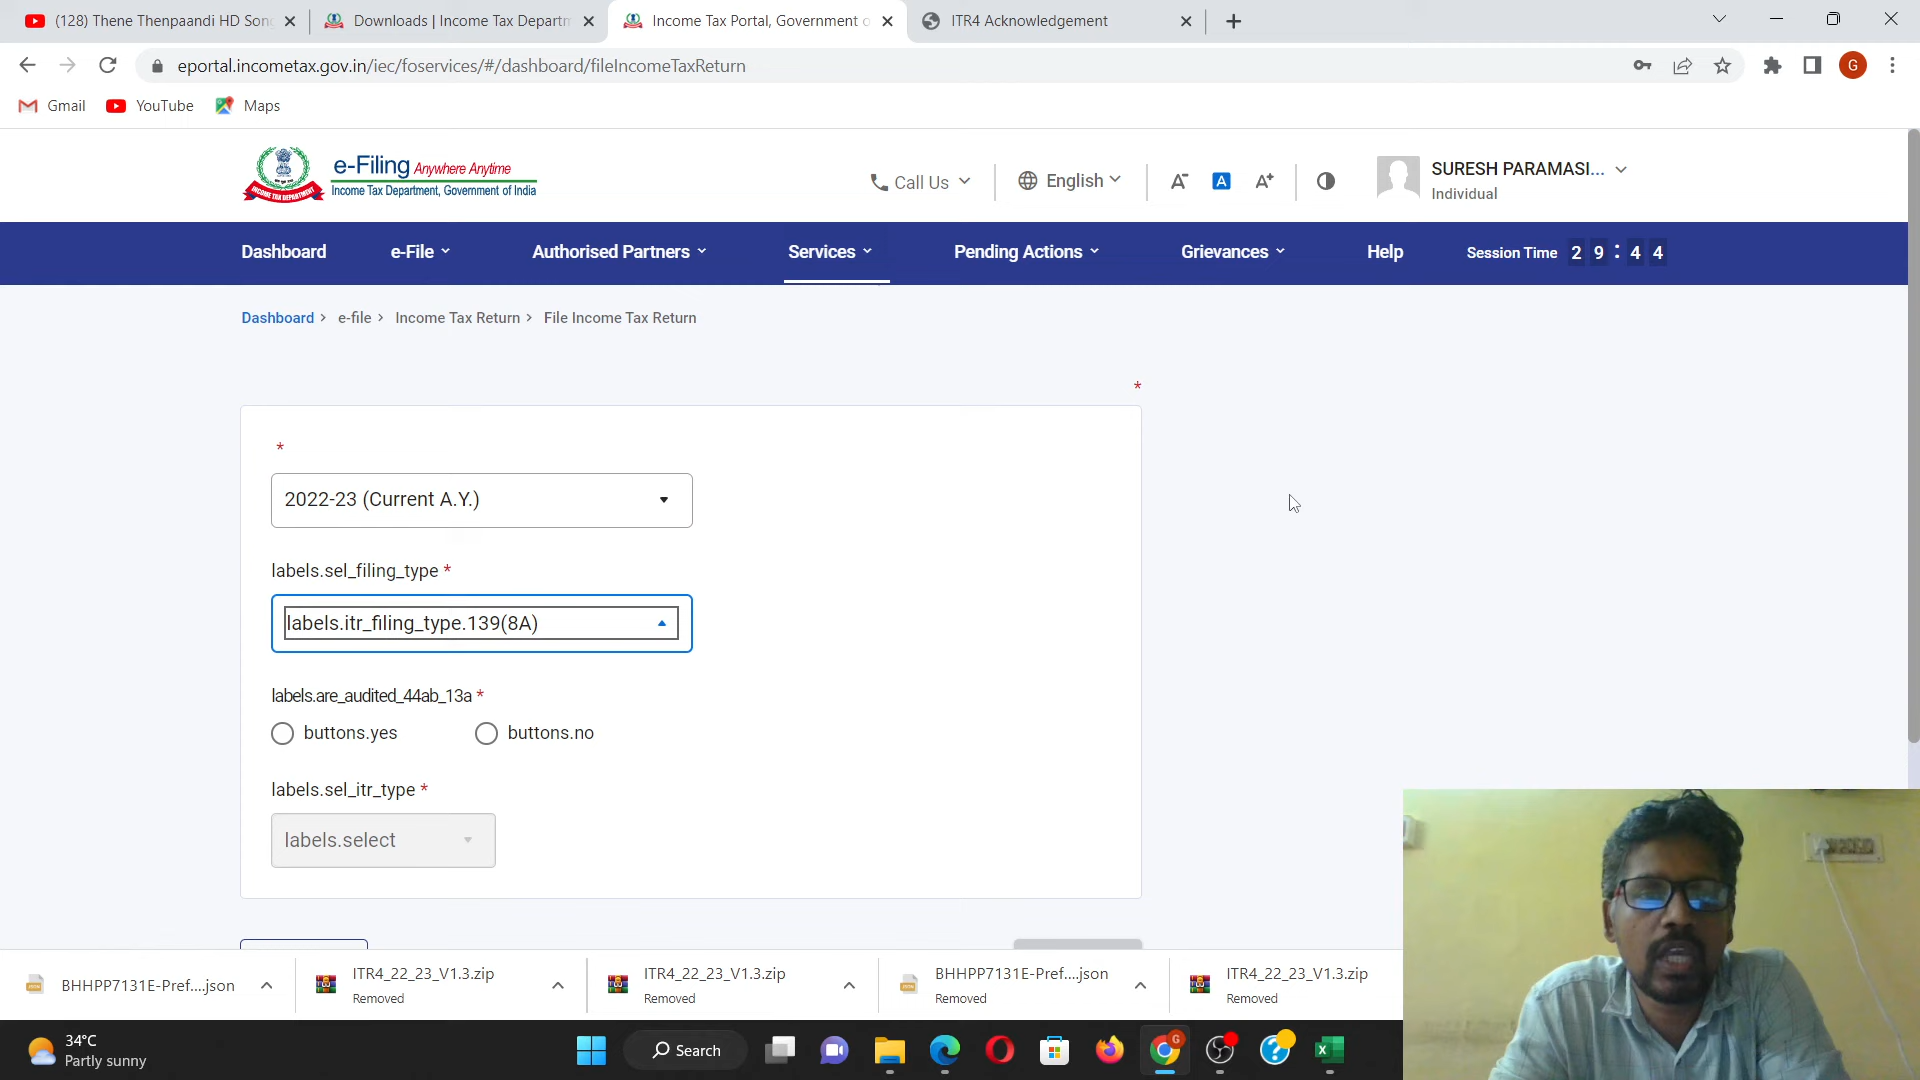 (128) Thene Thenpaandi HD Song
Downloads | Income Tax Departm
Income Tax Portal, Government o
ITR4 Acknowledgement
eportal.incometax.gov.in/iec/foservices/#/dashboard/fileIncomeTaxReturn
G
Gmail
YouTube
Maps
e-Filing Anywhere Anytime
Income Tax Department, Government of India
INCOME TAX DEPARTMENT
Call Us
English
A-
A
A+
SURESH PARAMASI...
Individual
Dashboard
e-File
Authorised Partners
Services
Pending Actions
Grievances
Help
Session Time 2 9 : 4 4
Dashboard > e-file > Income Tax Return > File Income Tax Return
*
*
2022-23 (Current A.Y.)
labels.sel_filing_type *
labels.itr_filing_type.139(8A)
labels.are_audited_44ab_13a *
buttons.yes
buttons.no
labels.sel_itr_type *
labels.select
BHHPP7131E-Pref....json
ITR4_22_23_V1.3.zip
Removed
ITR4_22_23_V1.3.zip
Removed
BHHPP7131E-Pref....json
Removed
ITR4_22_23_V1.3.zip
Removed
34°C
Partly sunny
Search